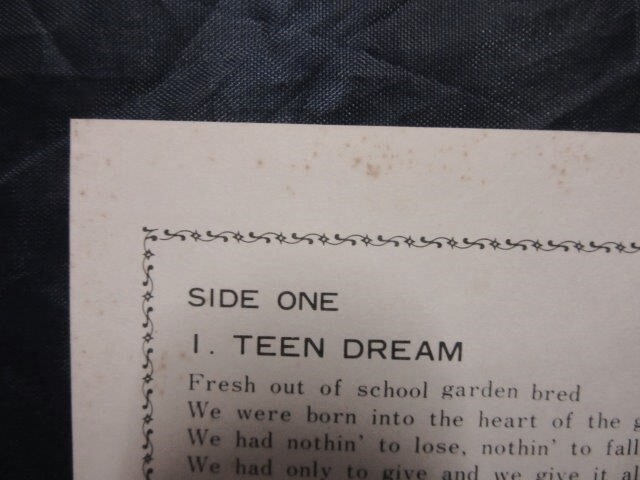 SIDE ONE
1. TEEN DREAM
Fresh out of school garden bred
We were born into the heart of the
We had nothin' to lose, nothin' to fall
We had only to give and we give it